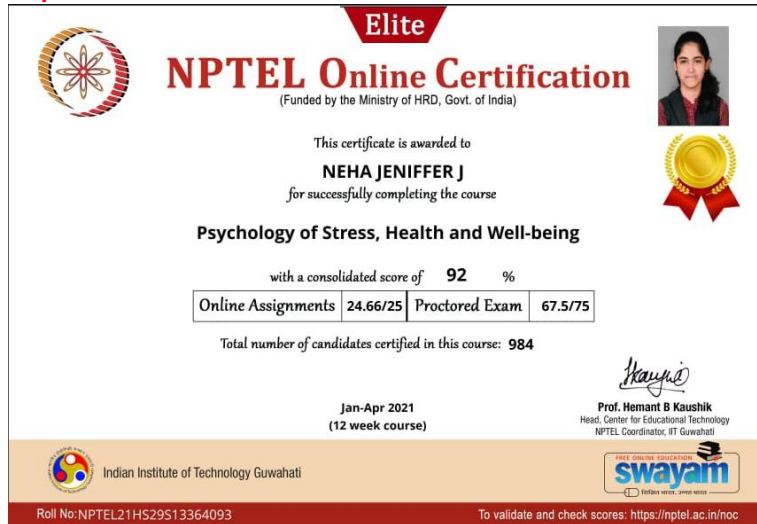 Elite
NPTEL Online Certification
(Funded by the Ministry of HRD, Govt. of India)
This certificate is awarded to
NEHA JENIFFER J
for successfully completing the course
Psychology of Stress, Health and Well-being
with a consolidated score of 92 %
Online Assignments 24.66/25 Proctored Exam 67.5/75
Total number of candidates certified in this course: 984
Jan-Apr 2021
(12 week course)
Prof. Hemant B Kaushik
Head, Center for Educational Technology
NPTEL Coordinator, IIT Guwahati
Indian Institute of Technology Guwahati
FREE ONLINE EDUCATION
swayam
शिक्षित भारत, उन्नत भारत
Roll No:NPTEL21HS29S13364093
To validate and check scores: https://nptel.ac.in/noc